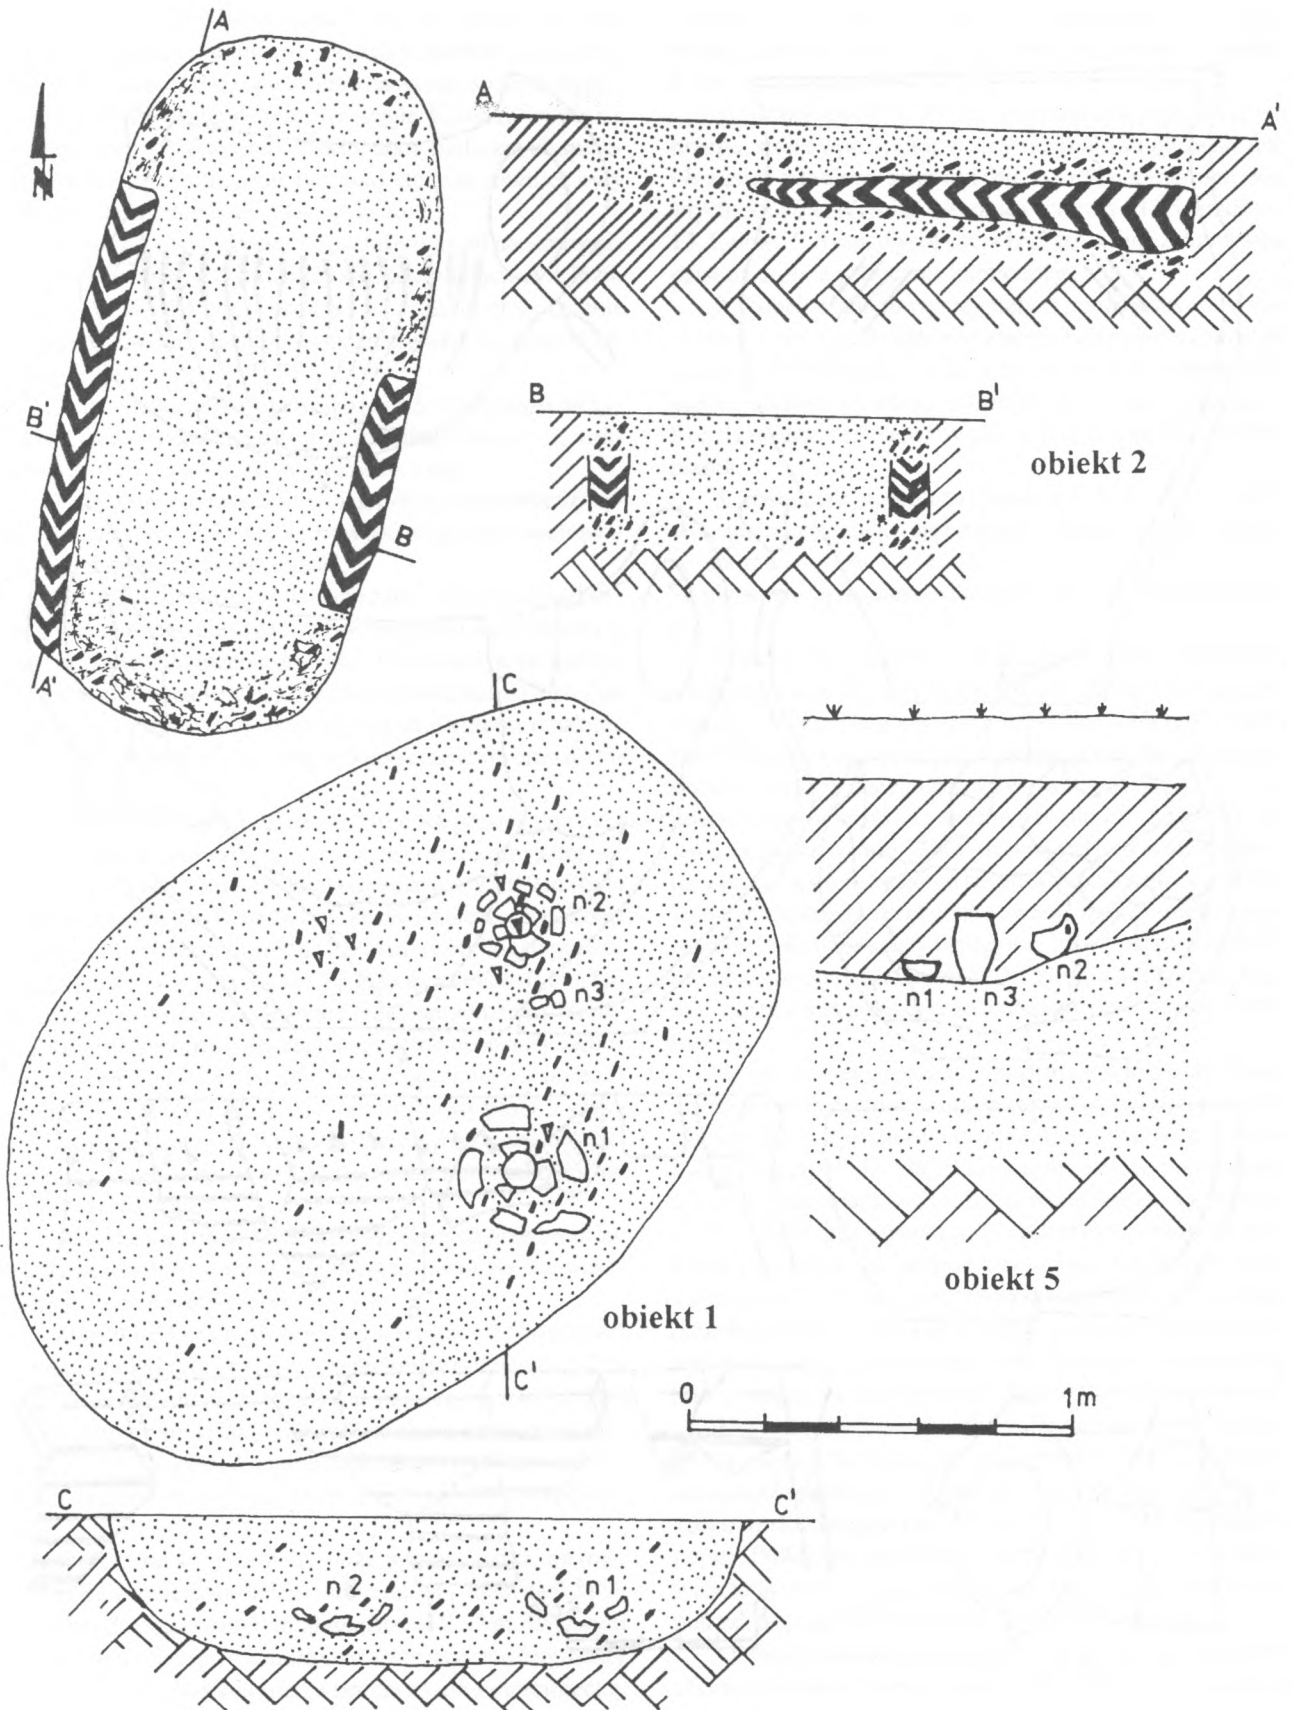 A
N
B'
B
A'
A A'
B B'
obiekt 2
C
n2
n3
n1
C'
obiekt 1
n1 n3 n2
obiekt 5
0 1m
C C'
n2 n1